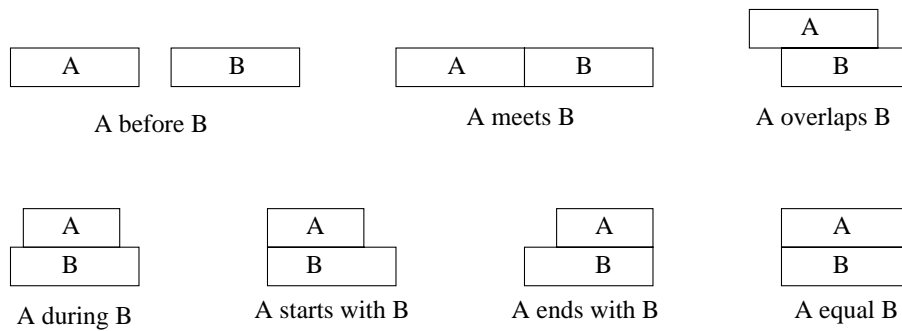 A B
A before B
A B
A meets B
A
B
A overlaps B
A
B
A during B
A
B
A starts with B
A
B
A ends with B
A
B
A equal B